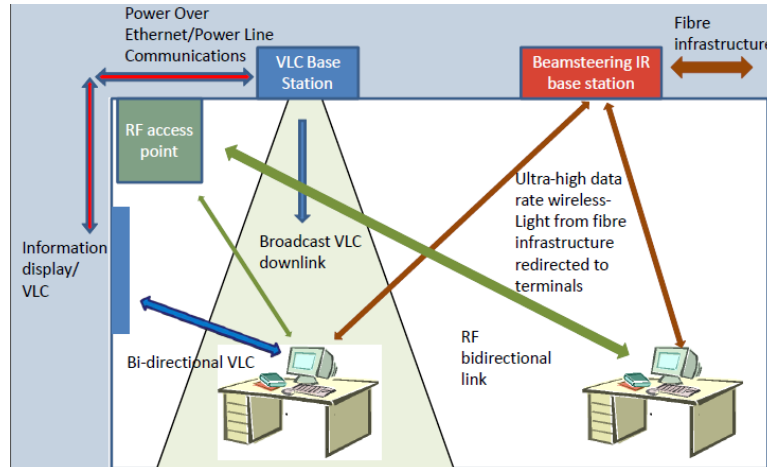 Power Over
Ethernet/Power Line
Communications
VLC Base
Station
Beamsteering IR
base station
Fibre
infrastructure
RF access
point
Ultra-high data
rate wireless-
Light from fibre
infrastructure
redirected to
terminals
Broadcast VLC
downlink
Information
display/
VLC
Bi-directional VLC
RF
bidirectional
link